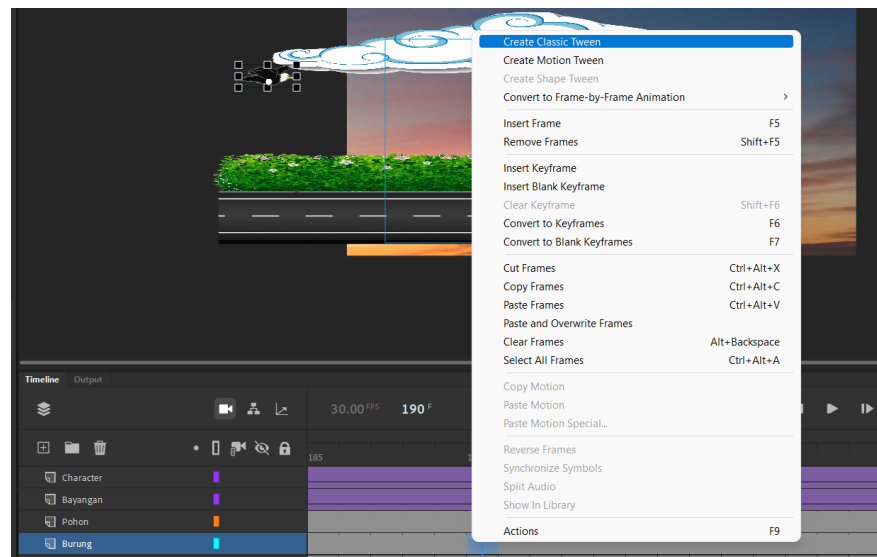 Create Classic Tween
Create Motion Tween
Create Shape Tween
Convert to Frame-by-Frame Animation
Insert Frame F5
Remove Frames Shift+F5
Insert Keyframe
Insert Blank Keyframe
Clear Keyframe Shift+F6
Convert to Keyframes F6
Convert to Blank Keyframes F7
Cut Frames Ctrl+Alt+X
Copy Frames Ctrl+Alt+C
Paste Frames Ctrl+Alt+V
Paste and Overwrite Frames
Clear Frames Alt+Backspace
Select All Frames Ctrl+Alt+A
Copy Motion
Paste Motion
Paste Motion Special...
Reverse Frames
Synchronize Symbols
Split Audio
Show In Library
Actions F9
Timeline Output
30.00 FPS 190 F
185
Character
Bayangan
Pohon
Burung